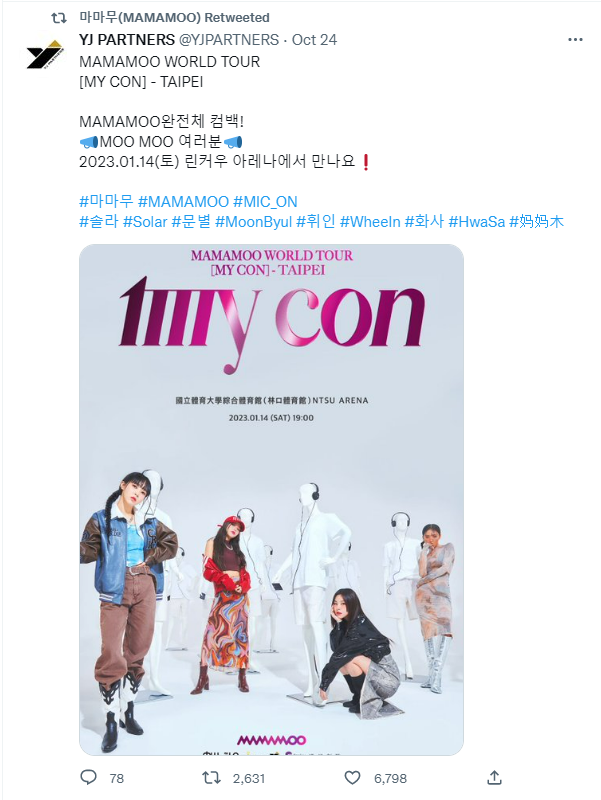 마마무(MAMAMOO) Retweeted
YJ PARTNERS @YJPARTNERS · Oct 24
MAMAMOO WORLD TOUR
[MY CON] - TAIPEI
MAMAMOO완전체 컴백!
📣MOO MOO 여러분📣
2023.01.14(토) 린커우 아레나에서 만나요❗
#마마무 #MAMAMOO #MIC_ON
#솔라 #Solar #문별 #MoonByul #휘인 #WheeIn #화사 #HwaSa #妈妈木
MAMAMOO WORLD TOUR
[MY CON] - TAIPEI
my con
國立體育大學綜合體育館(林口體育館) NTSU ARENA
2023.01.14 (SAT) 19:00
MAMAMOO
78
2,631
6,798